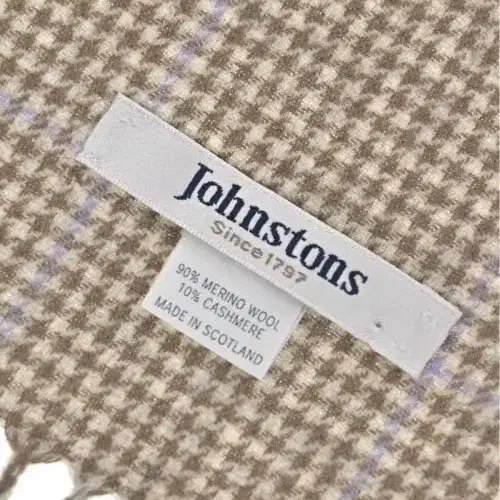 Johnstons
Since 1797
90% MERINO WOOL
10% CASHMERE
MADE IN SCOTLAND